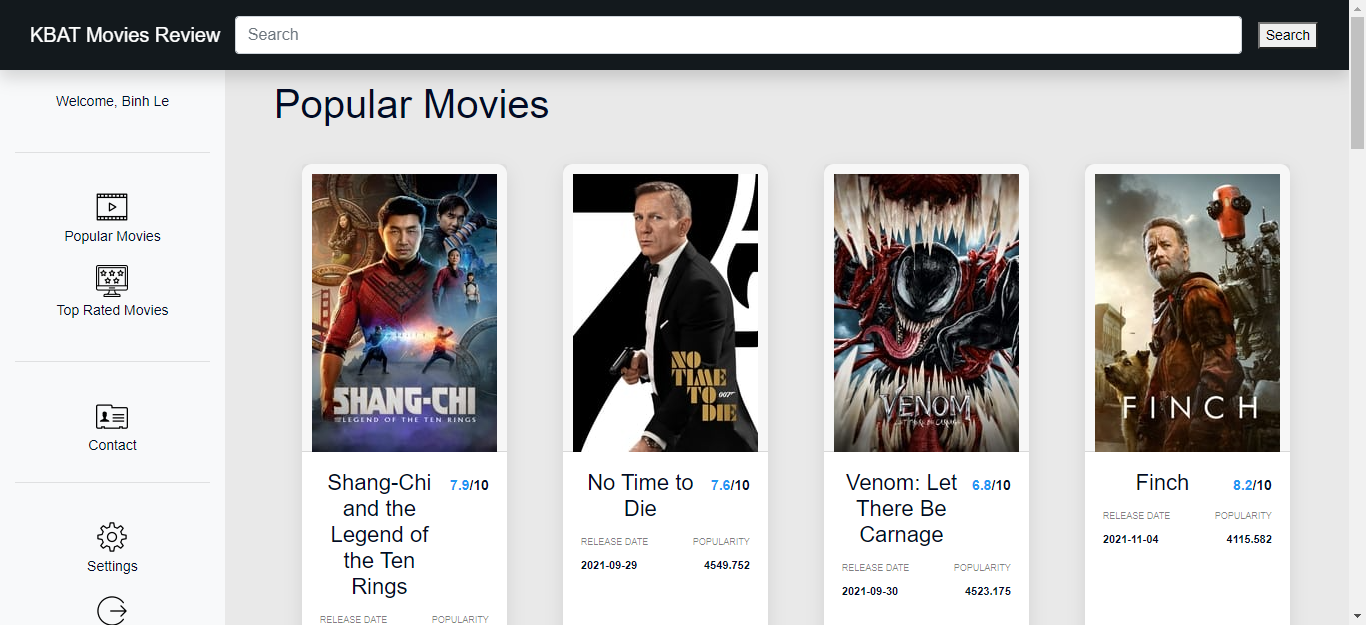 KBAT Movies Review
Search
Search
Welcome, Binh Le
Popular Movies
Top Rated Movies
Contact
Settings
Popular Movies
SHANG-CHI
AND THE LEGEND OF THE TEN RINGS
Shang-Chi
and the
Legend of
the Ten
Rings
7.9/10
RELEASE DATE
POPULARITY
NO
TIME
TO
DIE
007
No Time to
Die
7.6/10
RELEASE DATE
POPULARITY
2021-09-29
4549.752
VENOM
LET THERE BE CARNAGE
Venom: Let
There Be
Carnage
6.8/10
RELEASE DATE
POPULARITY
2021-09-30
4523.175
FINCH
Finch
8.2/10
RELEASE DATE
POPULARITY
2021-11-04
4115.582